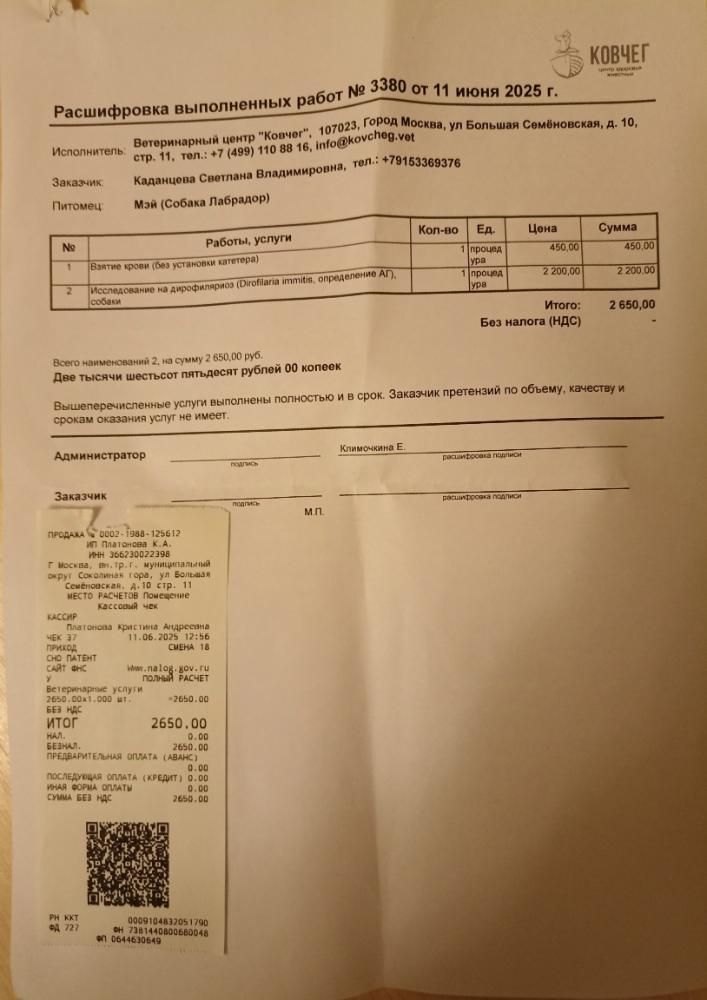 КОВЧЕГ
центр здоровья
животных
Расшифровка выполненных работ № 3380 от 11 июня 2025 г.
Исполнитель: Ветеринарный центр "Ковчег", 107023, Город Москва, ул Большая Семёновская, д. 10,
стр. 11, тел.: +7 (499) 110 88 16, info@kovcheg.vet
Заказчик: Каданцева Светлана Владимировна, тел.: +79153369376
Питомец: Мэй (Собака Лабрадор)
№ Работы, услуги Кол-во Ед. Цена Сумма
1 Взятие крови (без установки катетера) 1 процед 450,00 450,00
ура
2 Исследование на дирофиляриоз (Dirofilaria immitis, определение АГ), 1 процед 2 200,00 2 200,00
собаки ура
Итого: 2 650,00
Без налога (НДС) -
Всего наименований 2, на сумму 2 650,00 руб.
Две тысячи шестьсот пятьдесят рублей 00 копеек
Вышеперечисленные услуги выполнены полностью и в срок. Заказчик претензий по объему, качеству и
срокам оказания услуг не имеет.
Администратор Климочкина Е.
подпись расшифровка подписи
Заказчик
подпись расшифровка подписи
М.П.
ПРОДАЖА № 0002-1988-125612
ИП Платонова К.А.
ИНН 366230022398
Г Москва, вн.тр.г. муниципальный
округ Соколиная гора, ул Большая
Семёновская, д.10 стр. 11
МЕСТО РАСЧЕТОВ Помещение
Кассовый чек
КАССИР
Платонова Кристина Андреевна
ЧЕК 37 11.06.2025 12:56
ПРИХОД СМЕНА 18
СНО ПАТЕНТ
САЙТ ФНС www.nalog.gov.ru
У ПОЛНЫЙ РАСЧЕТ
Ветеринарные услуги
2650.00х1.000 шт. =2650.00
БЕЗ НДС
ИТОГ 2650.00
НАЛ. 0.00
БЕЗНАЛ. 2650.00
ПРЕДВАРИТЕЛЬНАЯ ОПЛАТА (АВАНС)
0.00
ПОСЛЕДУЮЩАЯ ОПЛАТА (КРЕДИТ) 0.00
ИНАЯ ФОРМА ОПЛАТЫ 0.00
СУММА БЕЗ НДС 2650.00
РН ККТ 0009104832051790
ФД 727 ФН 7381440800680048
ФП 0644630649